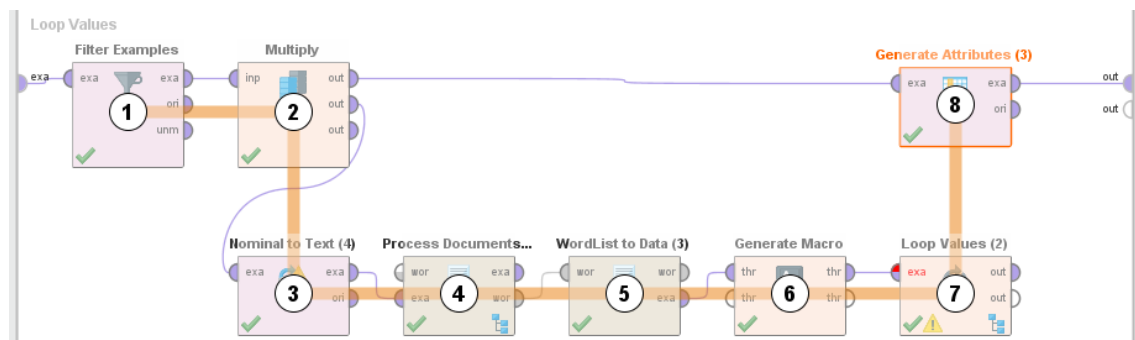 Loop Values
Filter Examples
Multiply
Generate Attributes (3)
exa
exa
exa
inp
out
exa
exa
out
ori
out
ori
out
unm
out
1
2
8
Nominal to Text (4)
Process Documents...
WordList to Data (3)
Generate Macro
Loop Values (2)
exa
exa
wor
exa
wor
wor
thr
thr
exa
out
ori
exa
wor
exa
thr
thr
out
3
4
5
6
7